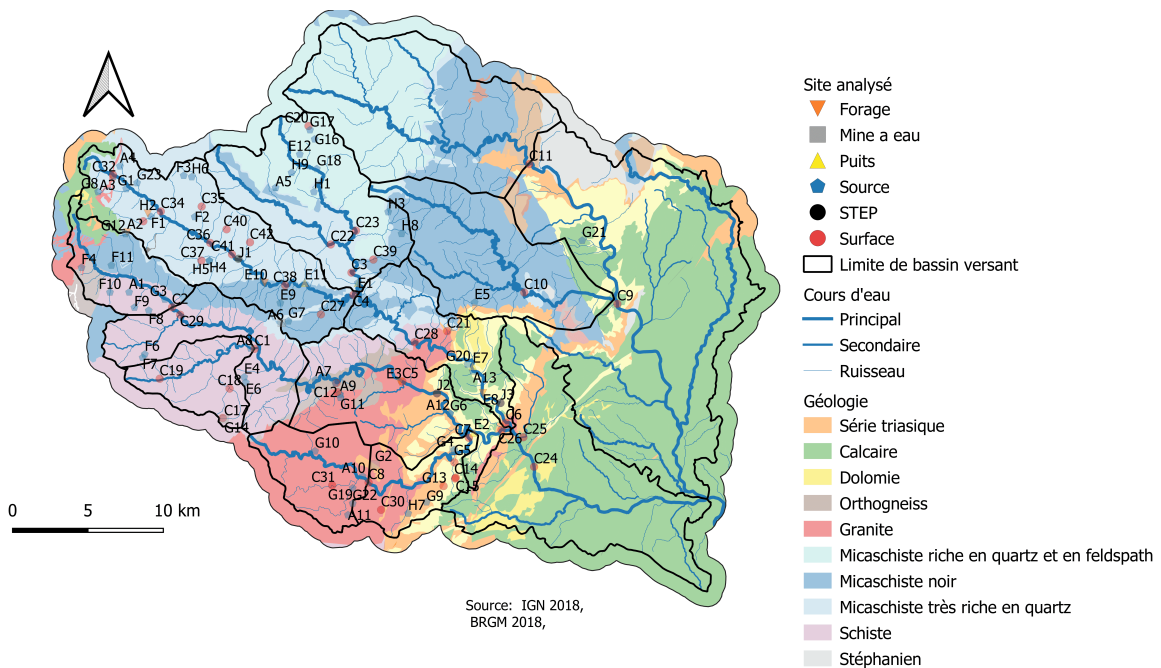 Site analysé
Forage
Mine a eau
Puits
Source
STEP
Surface
Limite de bassin versant
Cours d'eau
Principal
Secondaire
Ruisseau
Géologie
Série triasique
Calcaire
Dolomie
Orthogneiss
Granite
Micaschiste riche en quartz et en feldspath
Micaschiste noir
Micaschiste très riche en quartz
Schiste
Stéphanien
C20 G17
G16
E12
H9 G18
A5 H1
C11
A4
C32
G8 A3 G1 G23
F3 H6
H2 C34
G12 A2 F1
C35
F2
C36 C40
C41 C42
C37 J1
H5 H4
H3
H8
C23
C22
C39
C3
E1
C4
G21
F4 F11
F10 A1 G3
F9 C2
F8 C29
E10 C38 E11
E9
A6 G7 C27
E5 C10
C9
F6
F7
C19
A8 C1
E4
C18 E6
C17
G14
C28 C21
G20 E7
A7
C12 A9
G11
E3 C5
A13
J2
A12 G6
E8 J3
C6
E2
C7
C26 C25
G4
G5
G10
G2
C31 A10 C8
G19 G22
A11 C30 H7
G13
G9
C14
C15
C24
0 5 10 km
Source: IGN 2018,
BRGM 2018,